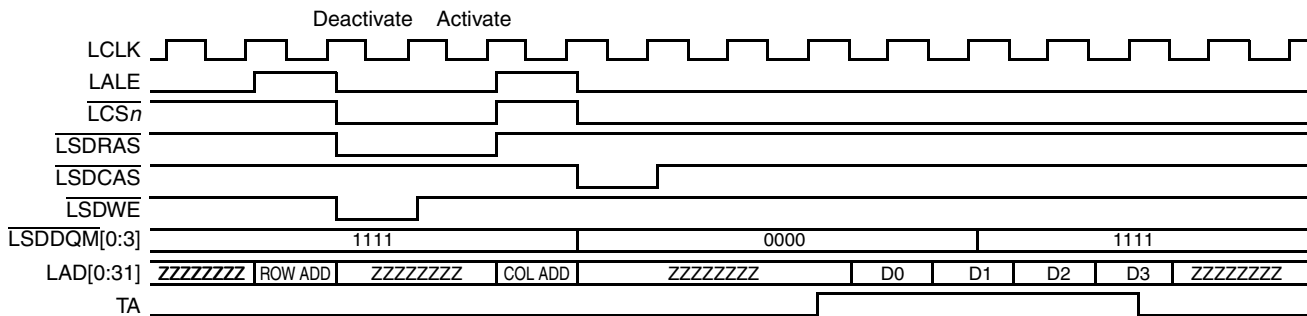 Deactivate Activate
LCLK
LALE
LCSn
LSDRAS
LSDCAS
LSDWE
LSDDQM[0:3] 1111 0000 1111
LAD[0:31] ZZZZZZZZ ROW ADD ZZZZZZZZ COL ADD ZZZZZZZZ D0 D1 D2 D3 ZZZZZZZZ
TA